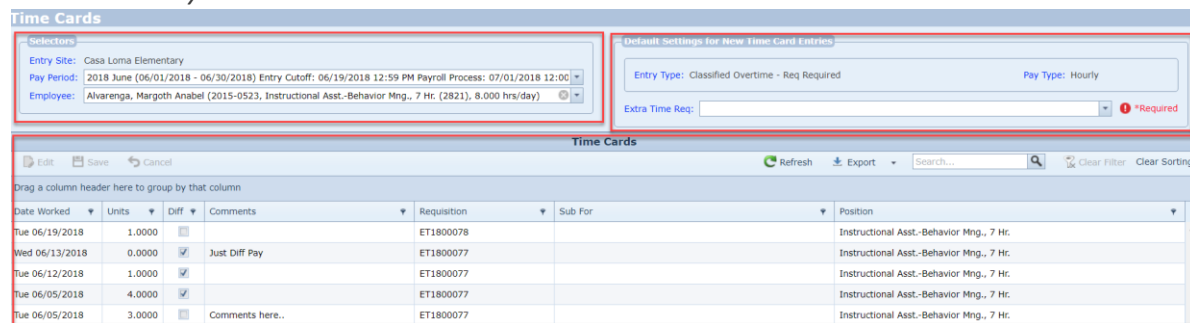 Time Cards
Selectors
Entry Site: Casa Loma Elementary
Pay Period: 2018 June (06/01/2018 - 06/30/2018) Entry Cutoff: 06/19/2018 12:59 PM Payroll Process: 07/01/2018 12:00
Employee: Alvarenga, Margoth Anabel (2015-0523, Instructional Asst.-Behavior Mng., 7 Hr. (2821), 8.000 hrs/day)
Default Settings for New Time Card Entries
Entry Type: Classified Overtime - Req Required Pay Type: Hourly
Extra Time Req: *Required
Time Cards
Edit Save Cancel Refresh Export Search... Clear Filter Clear Sorting
Drag a column header here to group by that column
Date Worked Units Diff Comments Requisition Sub For Position
Tue 06/19/2018 1.0000 ET1800078 Instructional Asst.-Behavior Mng., 7 Hr.
Wed 06/13/2018 0.0000 Just Diff Pay ET1800077 Instructional Asst.-Behavior Mng., 7 Hr.
Tue 06/12/2018 1.0000 ET1800077 Instructional Asst.-Behavior Mng., 7 Hr.
Tue 06/05/2018 4.0000 ET1800077 Instructional Asst.-Behavior Mng., 7 Hr.
Tue 06/05/2018 3.0000 Comments here.. ET1800077 Instructional Asst.-Behavior Mng., 7 Hr.